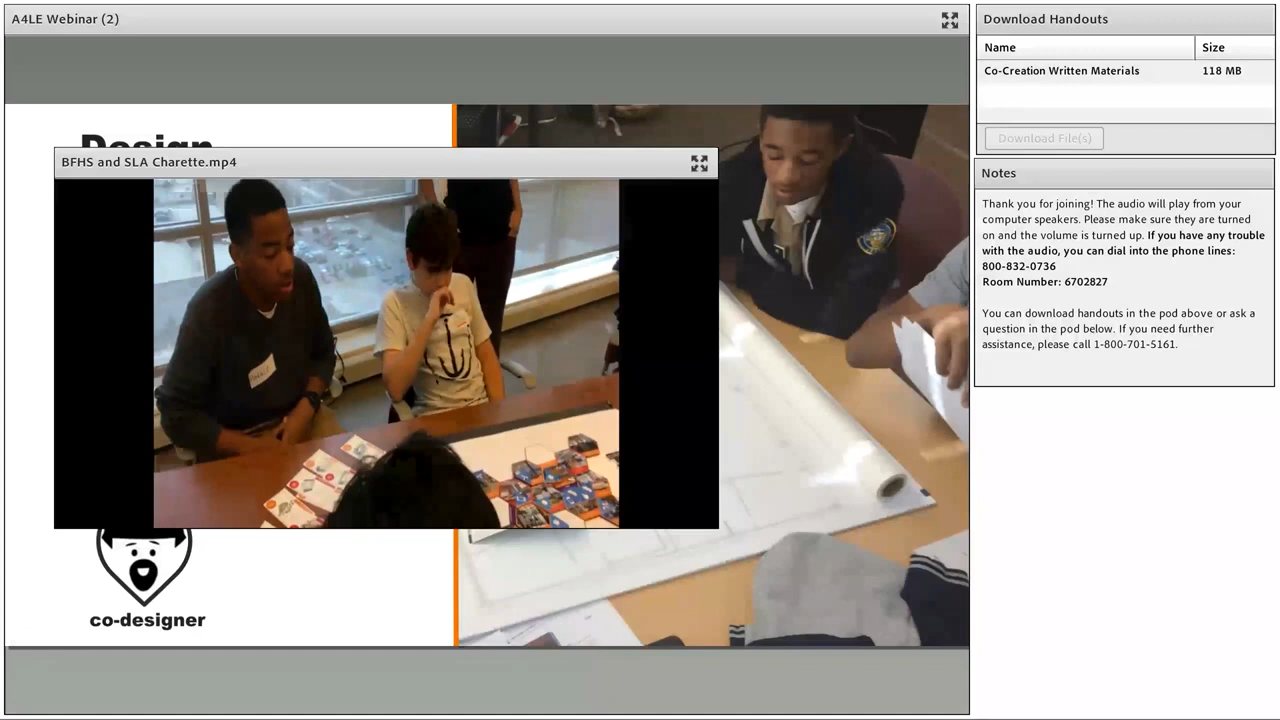 A4LE Webinar (2)
Design
BFHS and SLA Charette.mp4
co-designer
Download Handouts
Name Size
Co-Creation Written Materials 118 MB
Download File(s)
Notes
Thank you for joining! The audio will play from your
computer speakers. Please make sure they are turned
on and the volume is turned up. If you have any trouble
with the audio, you can dial into the phone lines:
800-832-0736
Room Number: 6702827
You can download handouts in the pod above or ask a
question in the pod below. If you need further
assistance, please call 1-800-701-5161.